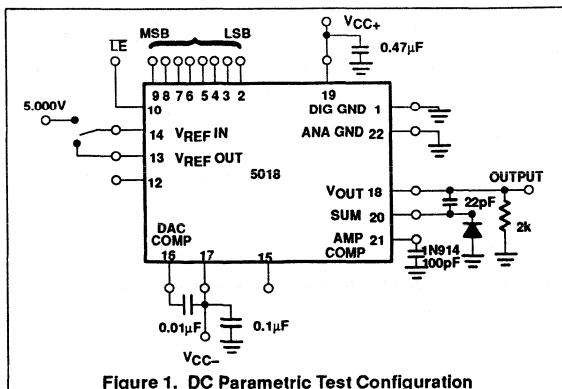 VCC+
MSB LSB
LE
0.47µF
9 8 7 6 5 4 3 2
19
10
DIG GND 1
5.000V
14 VREF IN
ANA GND 22
13 VREF OUT
5018
12
OUTPUT
VOUT 18
22pF
SUM 20
2k
DAC
COMP
AMP 21
COMP
1N914
100pF
16 17 15
0.01µF
0.1µF
VCC–
Figure 1. DC Parametric Test Configuration